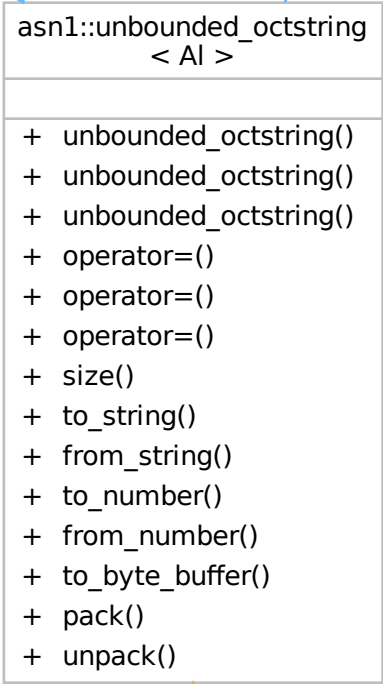 asn1::unbounded_octstring
< Al >
+ unbounded_octstring()
+ unbounded_octstring()
+ unbounded_octstring()
+ operator=()
+ operator=()
+ operator=()
+ size()
+ to_string()
+ from_string()
+ to_number()
+ from_number()
+ to_byte_buffer()
+ pack()
+ unpack()